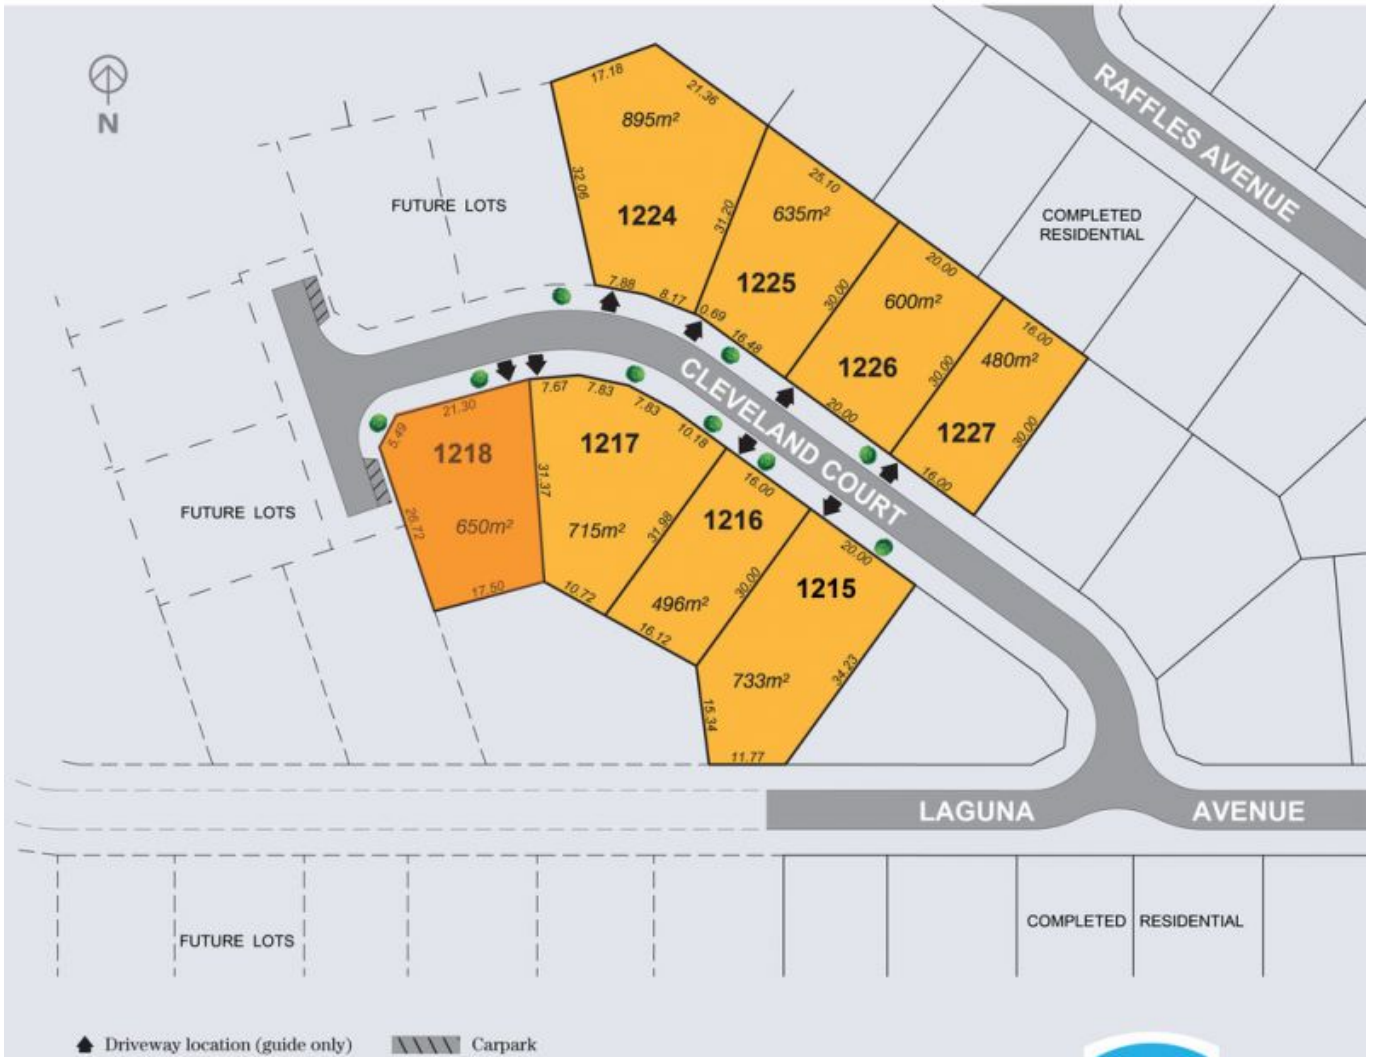 N
17.18
21.36
895m²
32.06
1224
31.20
7.88
8.17
0.69
25.10
635m²
1225
30.00
16.48
20.00
600m²
1226
30.00
20.00
16.00
480m²
1227
30.00
16.00
RAFFLES AVENUE
COMPLETED
RESIDENTIAL
FUTURE LOTS
CLEVELAND COURT
FUTURE LOTS
5.49
21.30
1218
650m²
26.72
17.50
31.37
7.67
7.83
7.83
10.18
1217
715m²
31.98
10.72
16.00
1216
496m²
30.00
16.12
20.00
1215
733m²
34.23
15.34
11.77
LAGUNA AVENUE
FUTURE LOTS
COMPLETED RESIDENTIAL
Driveway location (guide only)
Carpark